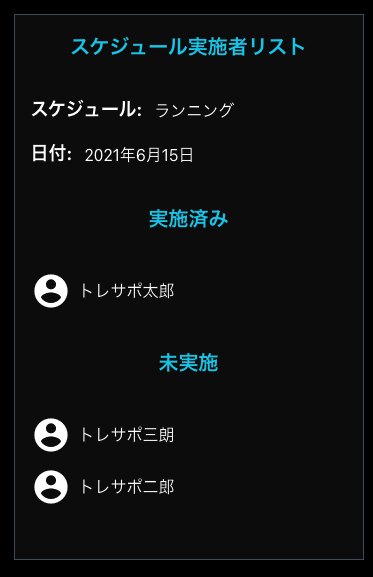 スケジュール実施者リスト
スケジュール: ランニング
日付: 2021年6月15日
実施済み
トレサポ太郎
未実施
トレサポ三朗
トレサポ二郎